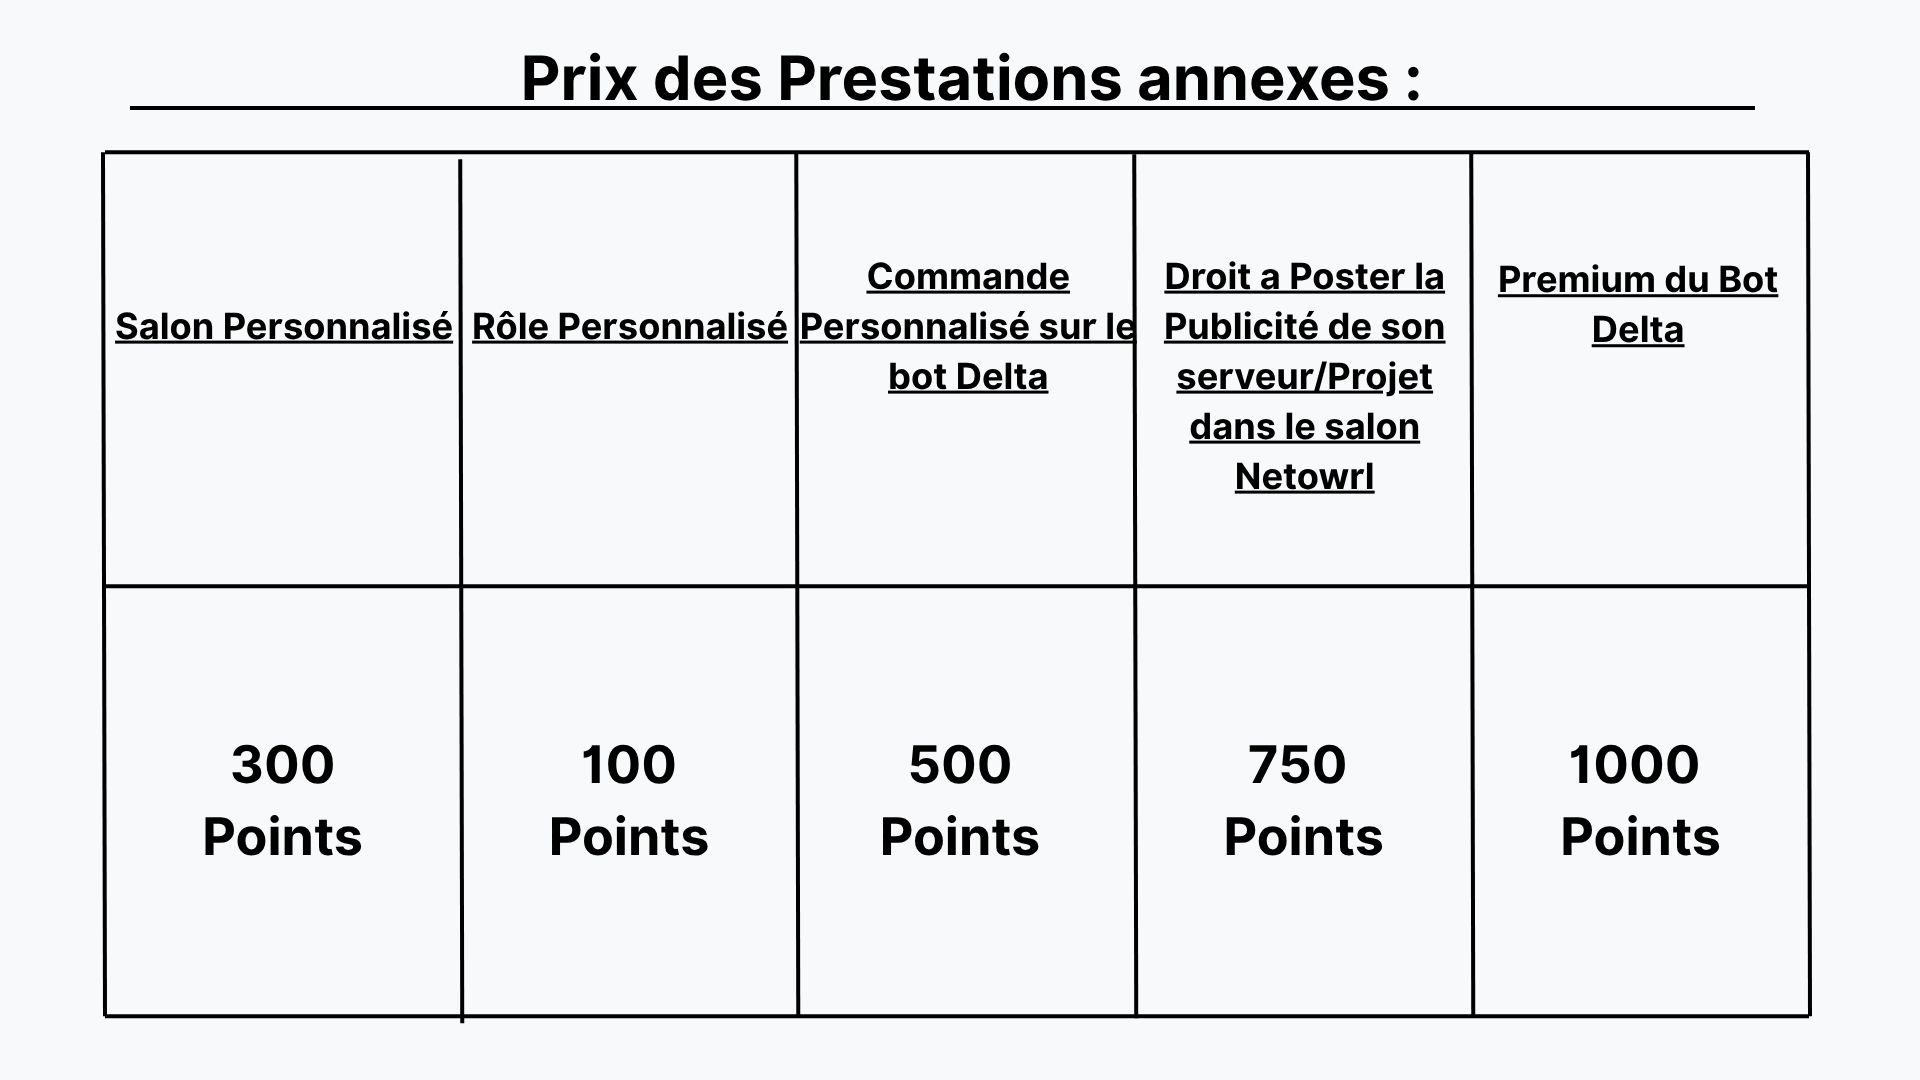 Prix des Prestations annexes :
Salon Personnalisé
Rôle Personnalisé
Commande
Personnalisé sur le
bot Delta
Droit a Poster la
Publicité de son
serveur/Projet
dans le salon
Netowrl
Premium du Bot
Delta
300
Points
100
Points
500
Points
750
Points
1000
Points